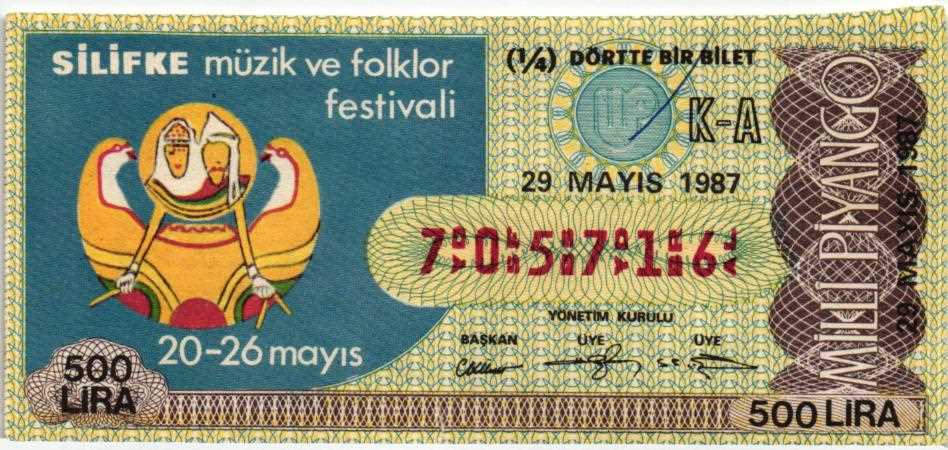 SİLİFKE müzik ve folklor
festivali
20-26 mayıs
500
LİRA
(1/4) DÖRTTE BİR BİLET
K-A
29 MAYIS 1987
705716
YÖNETİM KURULU
BAŞKAN ÜYE ÜYE
500 LİRA
MİLLİ PİYANGO
29 MAYIS 1987